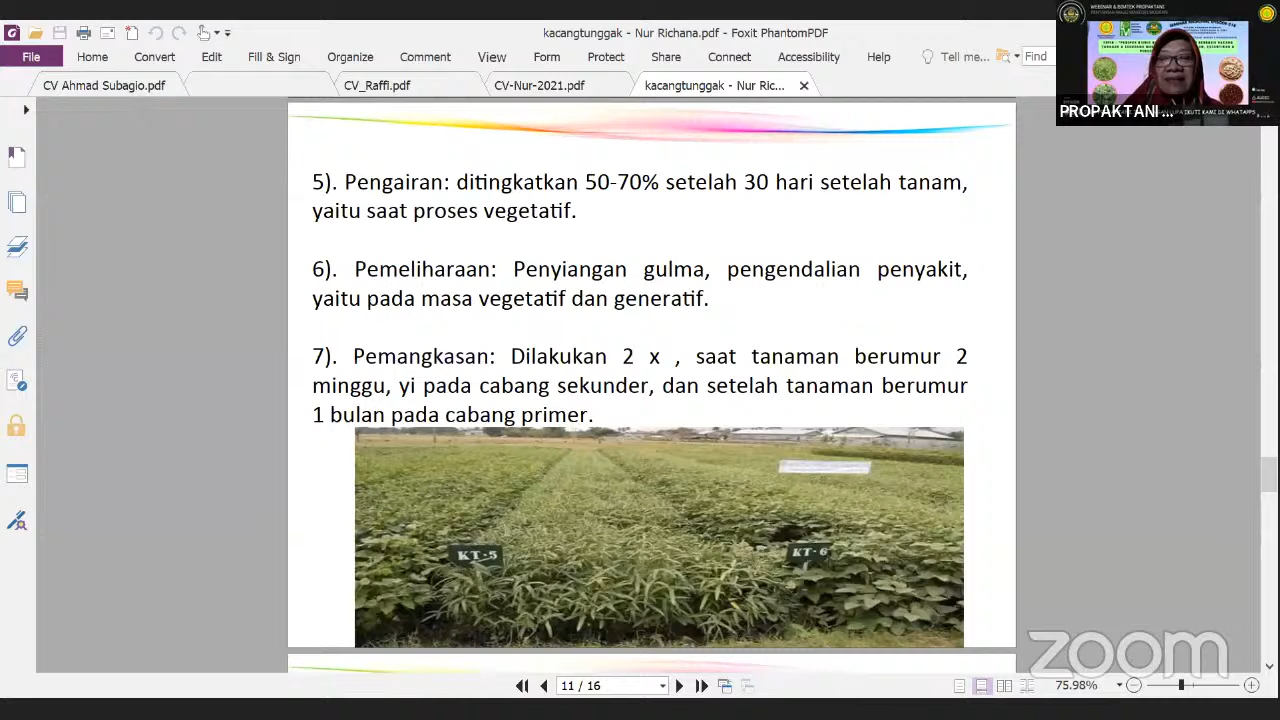 kacangtunggak - Nur Richana.pdf - Foxit PhantomPDF
File Home Convert Edit Fill & Sign Organize Comment View Form Protect Share Connect Accessibility Help Tell me... Find
CV Ahmad Subagio.pdf CV_Raffi.pdf CV-Nur-2021.pdf kacangtunggak - Nur Ric...
WEBINAR & BIMTEK PROPAKTANI
PROPAKTANI ...
5). Pengairan: ditingkatkan 50-70% setelah 30 hari setelah tanam,
yaitu saat proses vegetatif.
6). Pemeliharaan: Penyiangan gulma, pengendalian penyakit,
yaitu pada masa vegetatif dan generatif.
7). Pemangkasan: Dilakukan 2 x , saat tanaman berumur 2
minggu, yi pada cabang sekunder, dan setelah tanaman berumur
1 bulan pada cabang primer.
KT-5
KT-6
zoom
11 / 16
75.98%